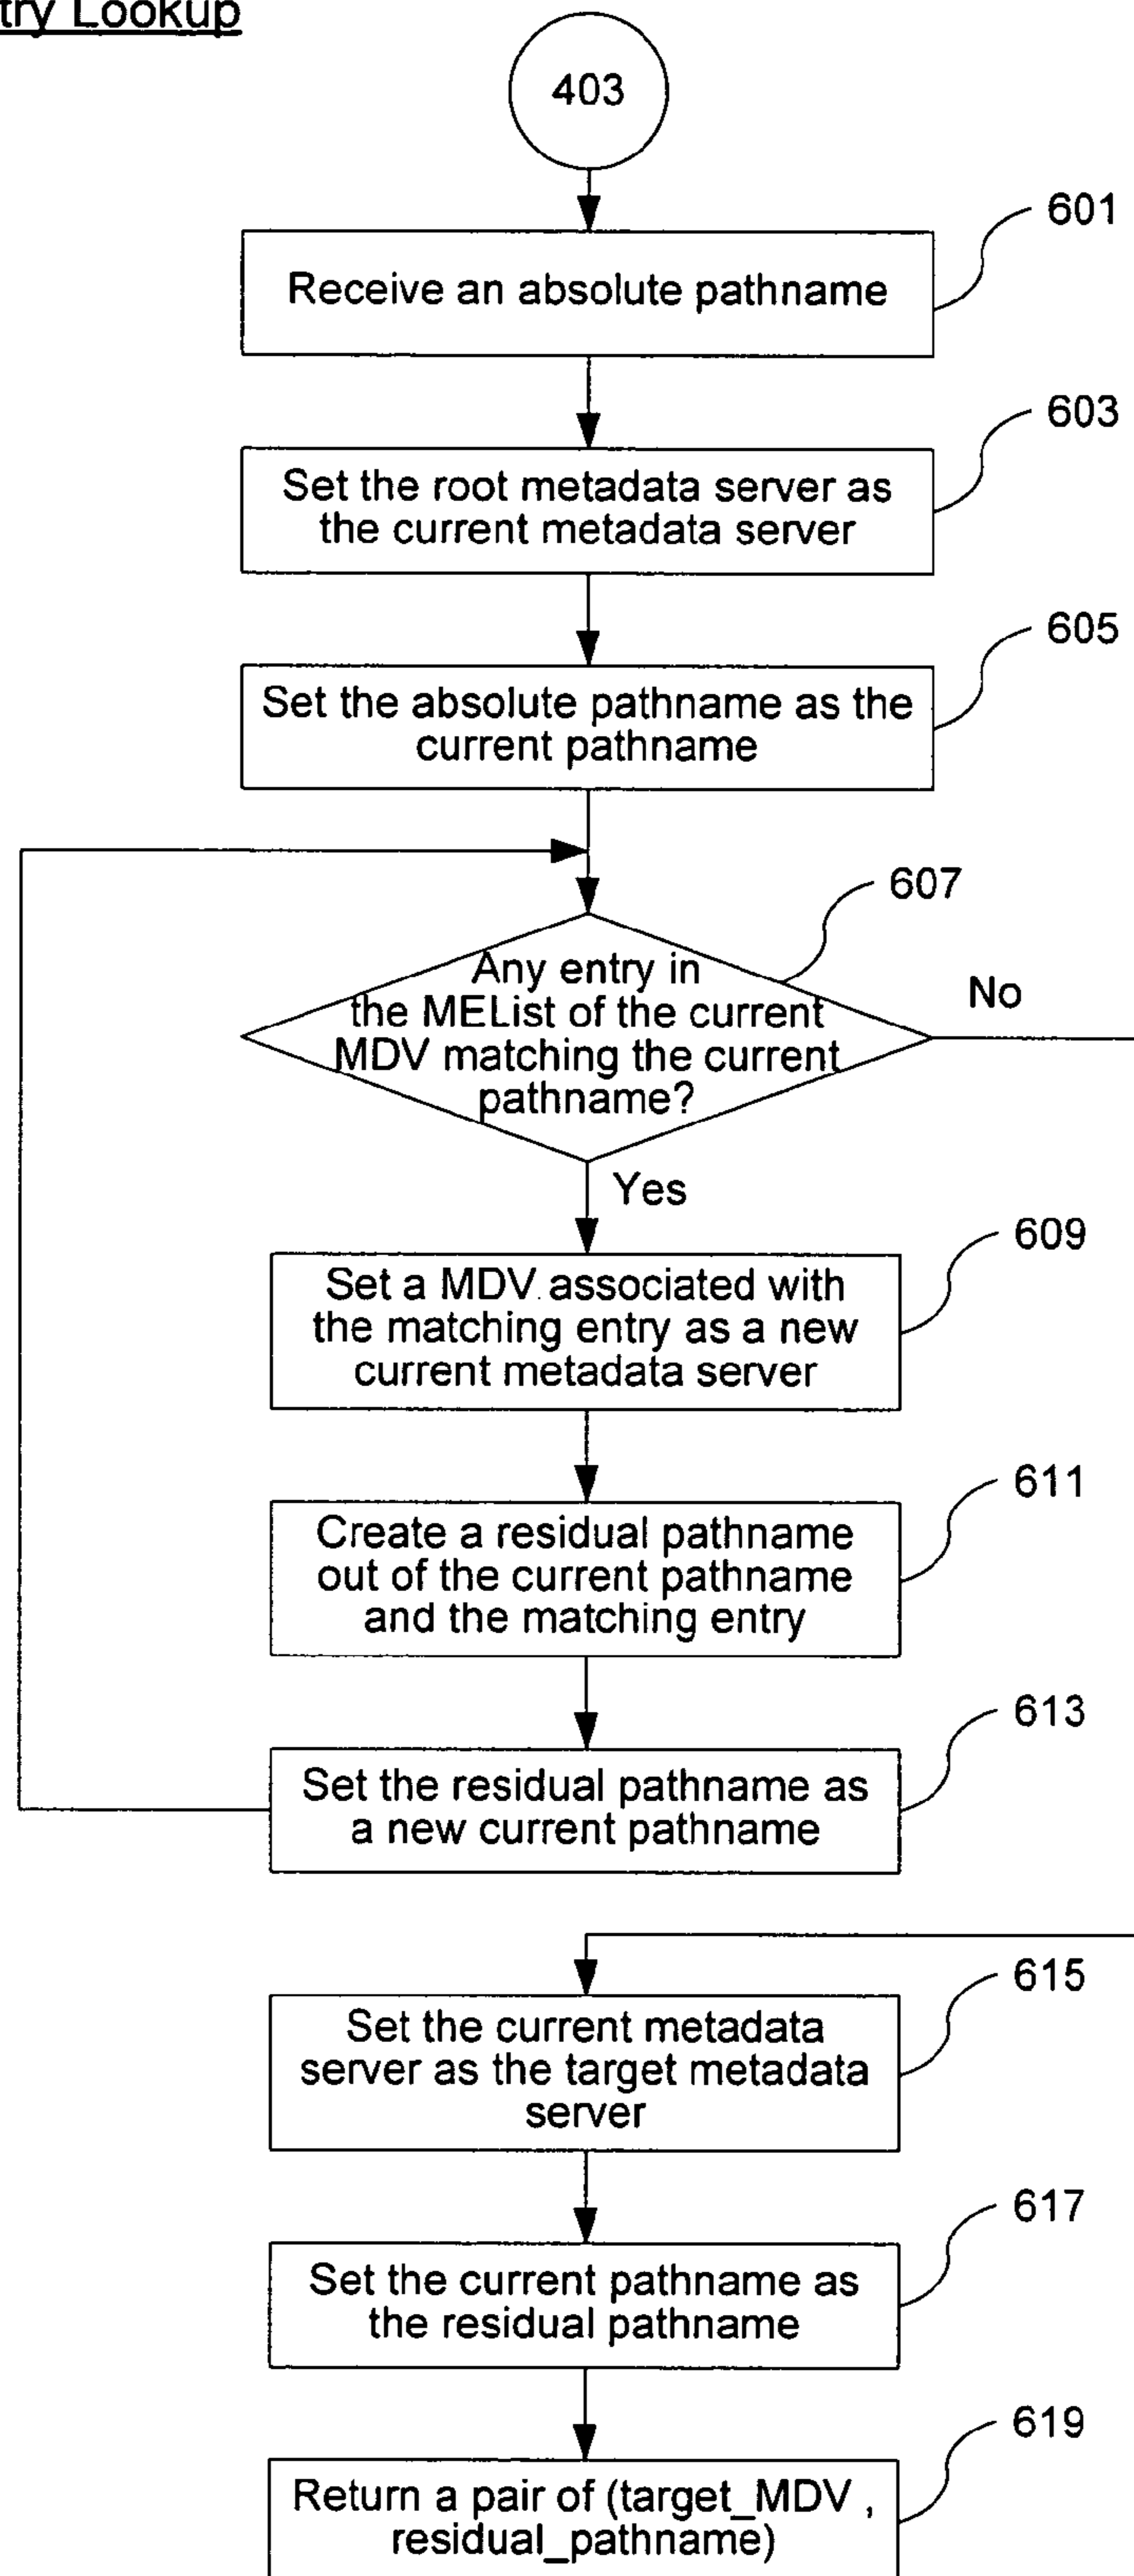 try Lookup
403
601
Receive an absolute pathname
603
Set the root metadata server as
the current metadata server
605
Set the absolute pathname as the
current pathname
607
Any entry in
the MEList of the current
MDV matching the current
pathname?
No
Yes
609
Set a MDV associated with
the matching entry as a new
current metadata server
611
Create a residual pathname
out of the current pathname
and the matching entry
613
Set the residual pathname as
a new current pathname
615
Set the current metadata
server as the target metadata
server
617
Set the current pathname as
the residual pathname
619
Return a pair of (target_MDV ,
residual_pathname)